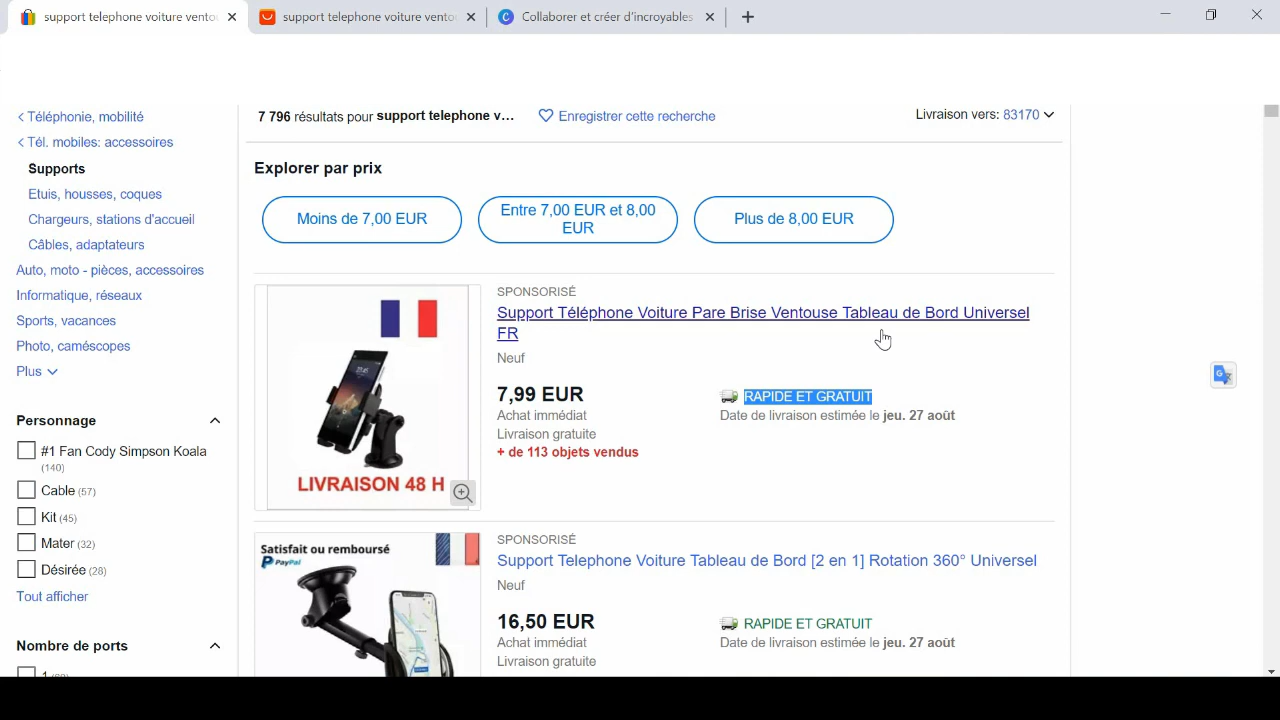 support telephone voiture vento
support telephone voiture vento
Collaborer et créer d'incroyables
< Téléphonie, mobilité
< Tél. mobiles: accessoires
Supports
Etuis, housses, coques
Chargeurs, stations d'accueil
Câbles, adaptateurs
Auto, moto - pièces, accessoires
Informatique, réseaux
Sports, vacances
Photo, caméscopes
Plus
Personnage
#1 Fan Cody Simpson Koala
(140)
Cable (57)
Kit (45)
Mater (32)
Désirée (28)
Tout afficher
Nombre de ports
7 796 résultats pour support telephone v...
Enregistrer cette recherche
Livraison vers: 83170
Explorer par prix
Moins de 7,00 EUR
Entre 7,00 EUR et 8,00
EUR
Plus de 8,00 EUR
LIVRAISON 48 H
SPONSORISÉ
Support Téléphone Voiture Pare Brise Ventouse Tableau de Bord Universel
FR
Neuf
7,99 EUR
Achat immédiat
Livraison gratuite
+ de 113 objets vendus
RAPIDE ET GRATUIT
Date de livraison estimée le jeu. 27 août
Satisfait ou remboursé
PayPal
SPONSORISÉ
Support Telephone Voiture Tableau de Bord [2 en 1] Rotation 360° Universel
Neuf
16,50 EUR
Achat immédiat
Livraison gratuite
RAPIDE ET GRATUIT
Date de livraison estimée le jeu. 27 août